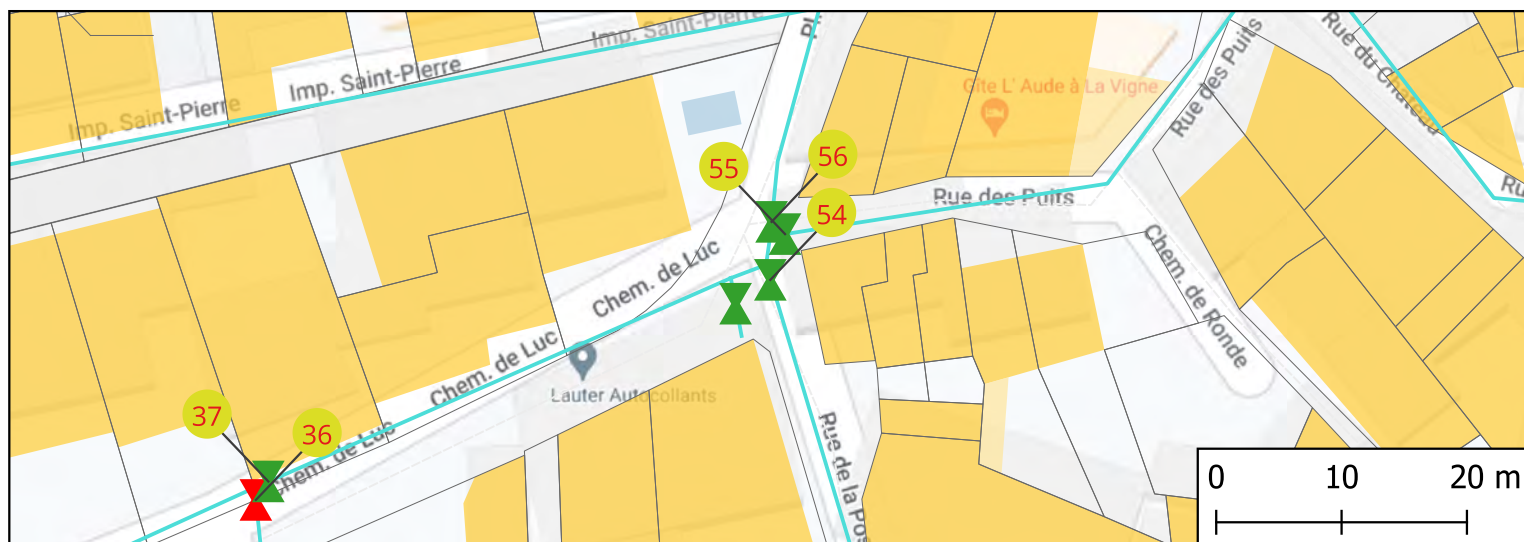 Imp. Saint-Pierre
Imp. Saint-Pierre
Imp. Saint-Pierre
Pl
Rue des Puits
Rue du Château
Gîte L' Aude à La Vigne
56
55
Ru
Rue des Puits
54
Chem. de Luc
Chem. de Ronde
Chem. de Luc
Lauter Autocollants
37
36
Chem. de Luc
Rue de la Pos
0 10 20 m